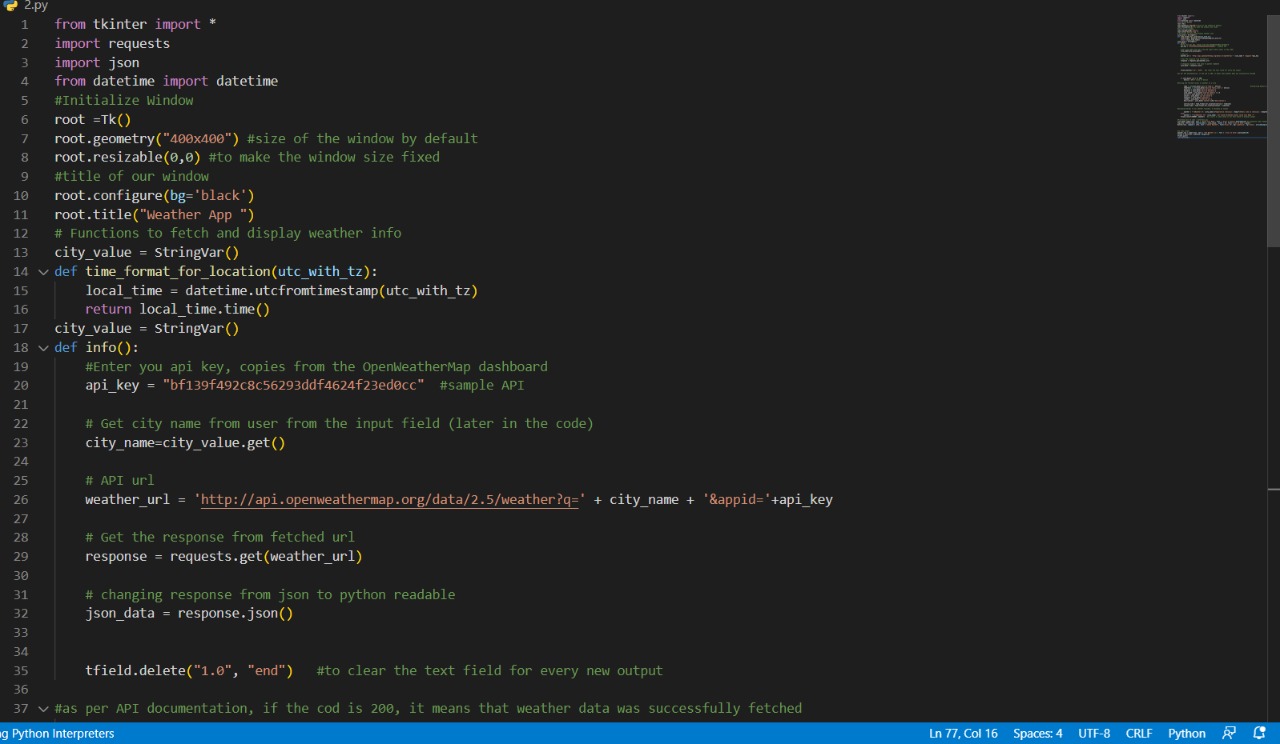 2.py
1 from tkinter import *
2 import requests
3 import json
4 from datetime import datetime
5 #Initialize Window
6 root =Tk()
7 root.geometry("400x400") #size of the window by default
8 root.resizable(0,0) #to make the window size fixed
9 #title of our window
10 root.configure(bg='black')
11 root.title("Weather App ")
12 # Functions to fetch and display weather info
13 city_value = StringVar()
14 def time_format_for_location(utc_with_tz):
15     local_time = datetime.utcfromtimestamp(utc_with_tz)
16     return local_time.time()
17 city_value = StringVar()
18 def info():
19     #Enter you api key, copies from the OpenWeatherMap dashboard
20     api_key = "bf139f492c8c56293ddf4624f23ed0cc"  #sample API
21
22     # Get city name from user from the input field (later in the code)
23     city_name=city_value.get()
24
25     # API url
26     weather_url = 'http://api.openweathermap.org/data/2.5/weather?q=' + city_name + '&appid='+api_key
27
28     # Get the response from fetched url
29     response = requests.get(weather_url)
30
31     # changing response from json to python readable
32     json_data = response.json()
33
34
35     tfield.delete("1.0", "end")   #to clear the text field for every new output
36
37 #as per API documentation, if the cod is 200, it means that weather data was successfully fetched
g Python Interpreters Ln 77, Col 16 Spaces: 4 UTF-8 CRLF Python